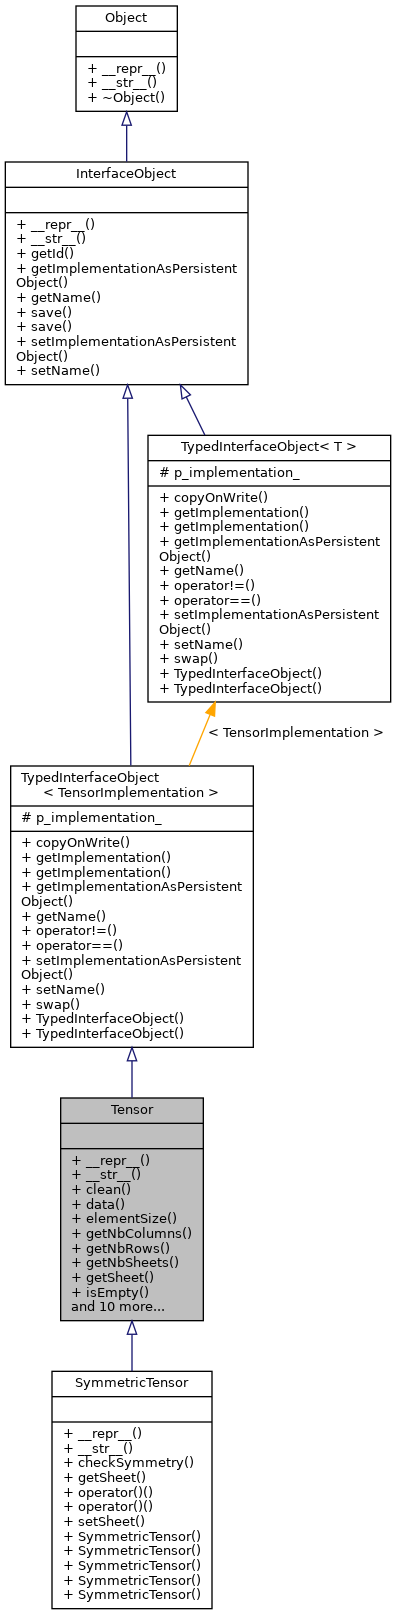 Object
+ __repr__()
+ __str__()
+ ~Object()
InterfaceObject
+ __repr__()
+ __str__()
+ getId()
+ getImplementationAsPersistent
Object()
+ getName()
+ save()
+ save()
+ setImplementationAsPersistent
Object()
+ setName()
TypedInterfaceObject< T >
# p_implementation_
+ copyOnWrite()
+ getImplementation()
+ getImplementation()
+ getImplementationAsPersistent
Object()
+ getName()
+ operator!=()
+ operator==()
+ setImplementationAsPersistent
Object()
+ setName()
+ swap()
+ TypedInterfaceObject()
+ TypedInterfaceObject()
< TensorImplementation >
TypedInterfaceObject
< TensorImplementation >
# p_implementation_
+ copyOnWrite()
+ getImplementation()
+ getImplementation()
+ getImplementationAsPersistent
Object()
+ getName()
+ operator!=()
+ operator==()
+ setImplementationAsPersistent
Object()
+ setName()
+ swap()
+ TypedInterfaceObject()
+ TypedInterfaceObject()
Tensor
+ __repr__()
+ __str__()
+ clean()
+ data()
+ elementSize()
+ getNbColumns()
+ getNbRows()
+ getNbSheets()
+ getSheet()
+ isEmpty()
and 10 more...
SymmetricTensor
+ __repr__()
+ __str__()
+ checkSymmetry()
+ getSheet()
+ operator()()
+ operator()()
+ setSheet()
+ SymmetricTensor()
+ SymmetricTensor()
+ SymmetricTensor()
+ SymmetricTensor()
+ SymmetricTensor()